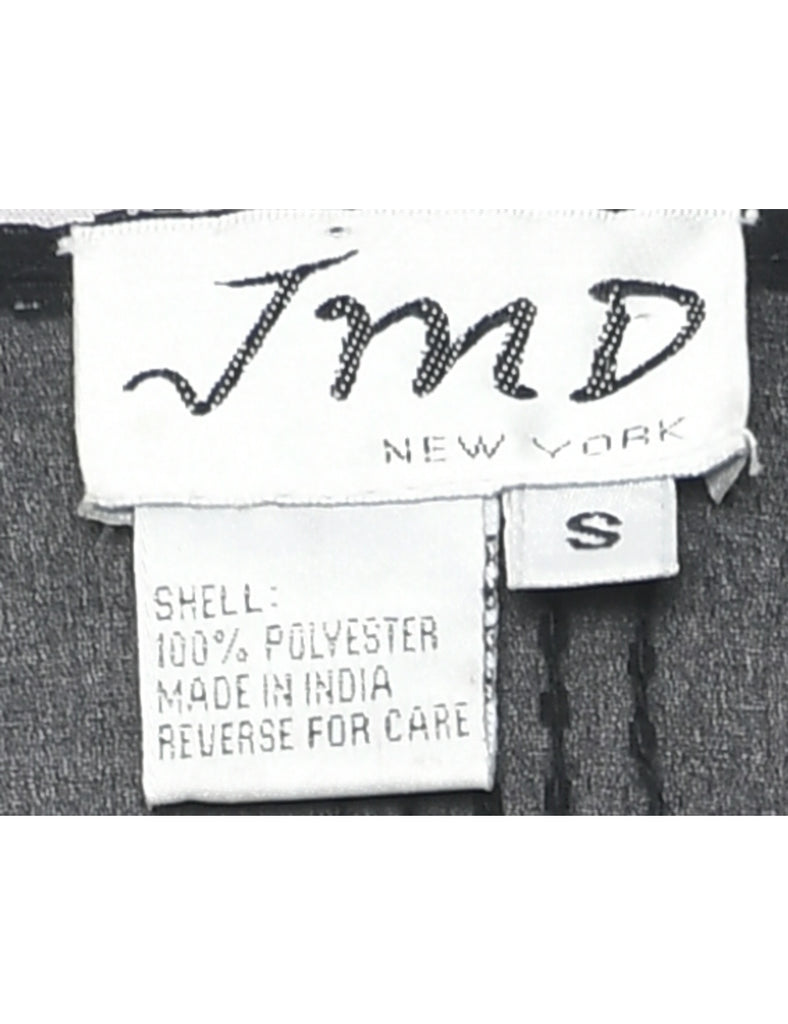 JMD
NEW YORK
S
SHELL:
100% POLYESTER
MADE IN INDIA
REVERSE FOR CARE